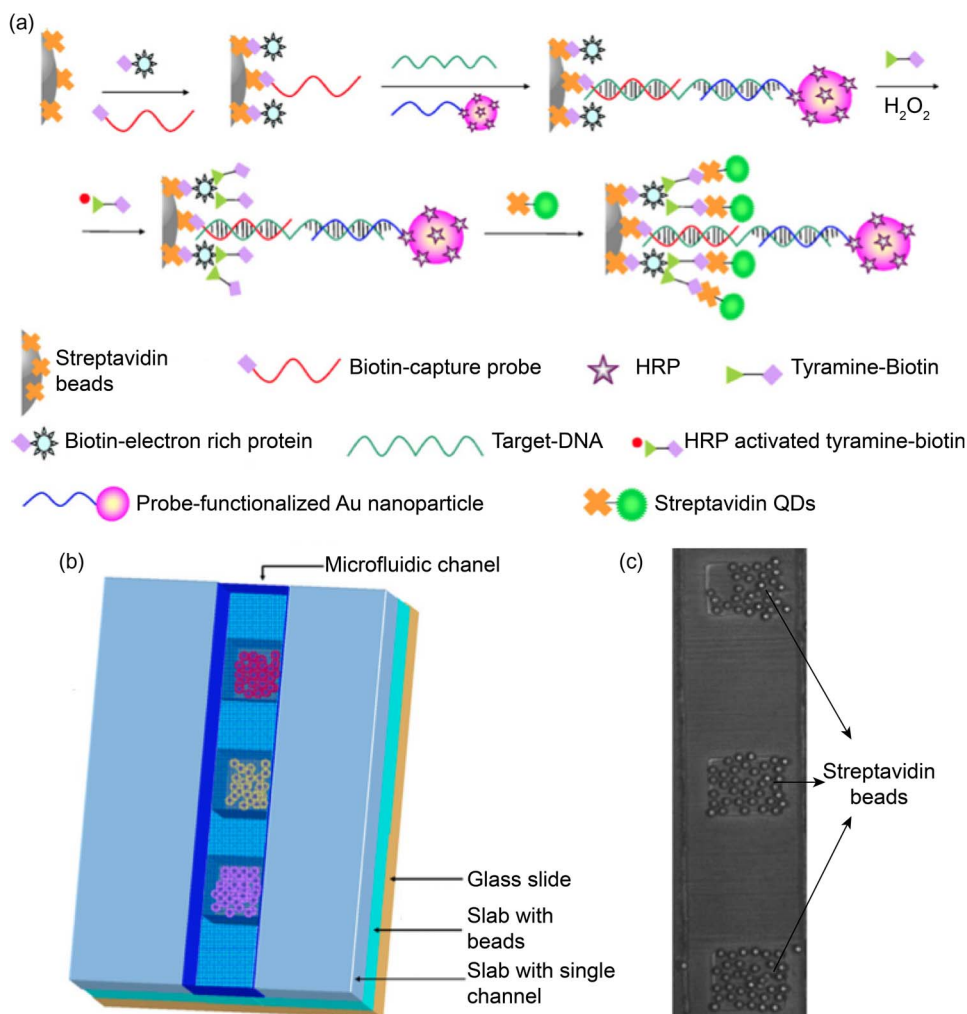 (a)
H₂O₂
Streptavidin
beads
Biotin-capture probe
HRP
Tyramine-Biotin
Biotin-electron rich protein
Target-DNA
HRP activated tyramine-biotin
Probe-functionalized Au nanoparticle
Streptavidin QDs
(b)
Microfluidic chanel
Glass slide
Slab with
beads
Slab with single
channel
(c)
Streptavidin
beads